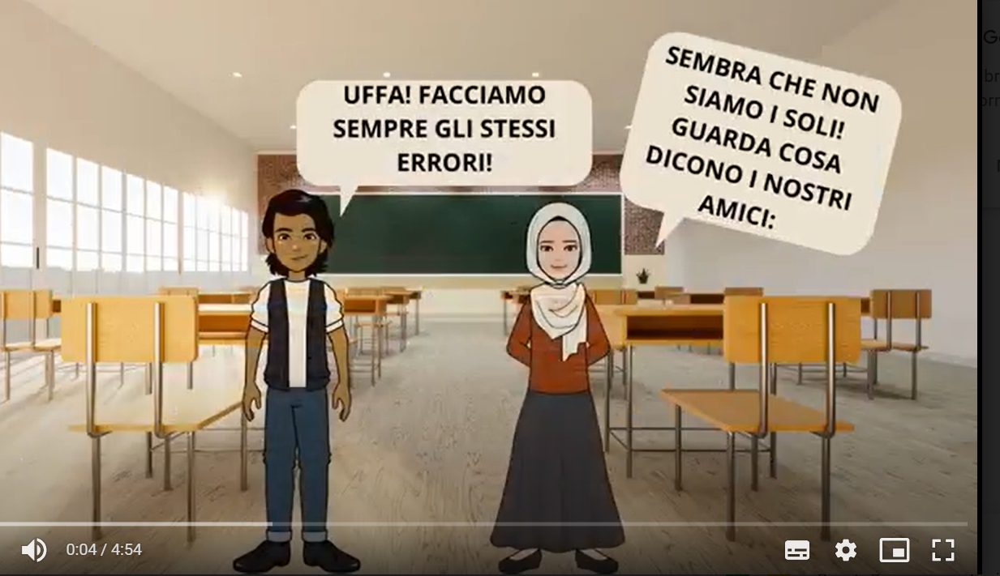 UFFA! FACCIAMO
SEMPRE GLI STESSI
ERRORI!
SEMBRA CHE NON
SIAMO I SOLI!
GUARDA COSA
DICONO I NOSTRI
AMICI:
0:04 / 4:54